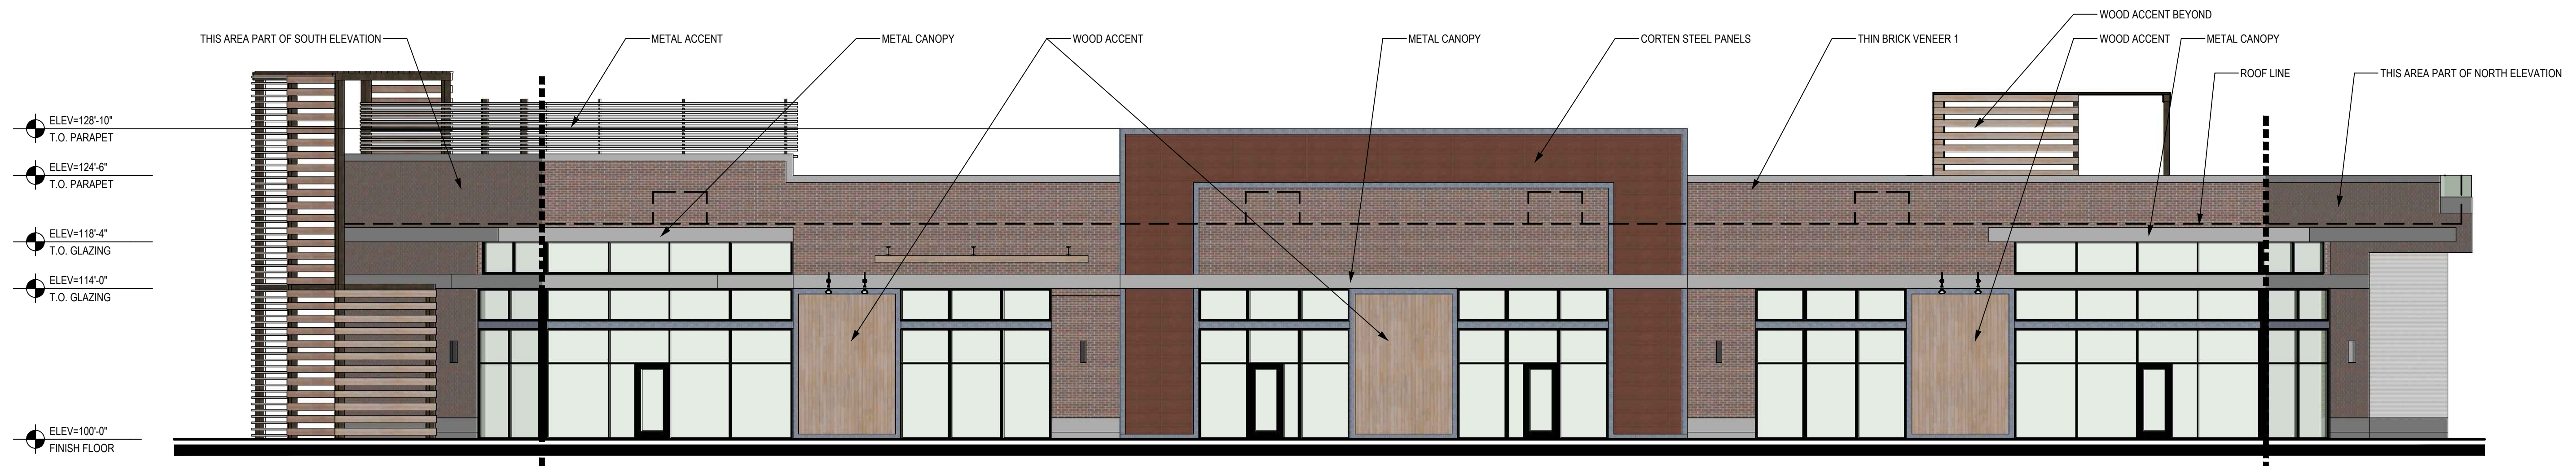 WOOD ACCENT BEYOND
THIS AREA PART OF SOUTH ELEVATION
METAL ACCENT
METAL CANOPY
WOOD ACCENT
METAL CANOPY
CORTEN STEEL PANELS
THIN BRICK VENEER 1
WOOD ACCENT
METAL CANOPY
ROOF LINE
THIS AREA PART OF NORTH ELEVATION
ELEV=128'-10"
T.O. PARAPET
ELEV=124'-6"
T.O. PARAPET
ELEV=118'-4"
T.O. GLAZING
ELEV=114'-0"
T.O. GLAZING
ELEV=100'-0"
FINISH FLOOR